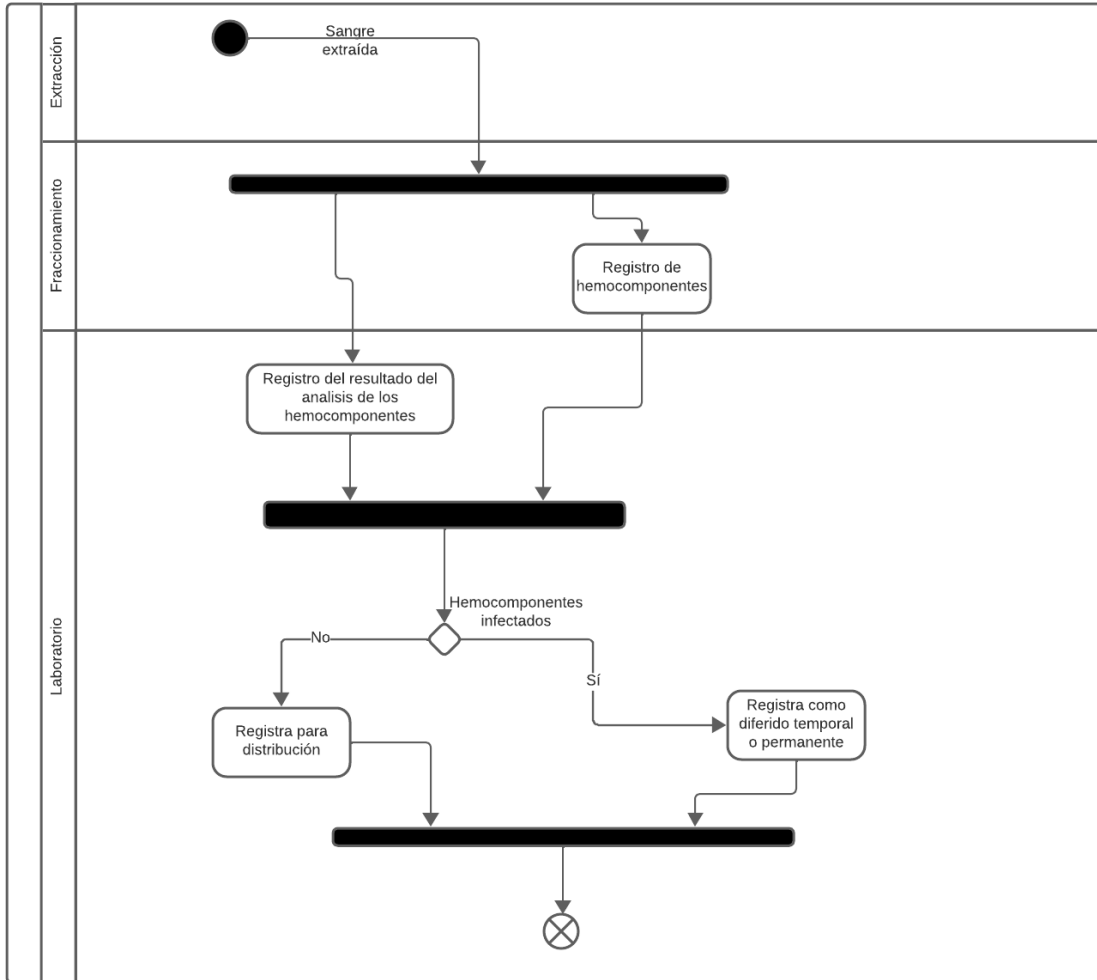 Extracción
Sangre
extraída
Fraccionamiento
Registro de
hemocomponentes
Laboratorio
Registro del resultado del
analisis de los
hemocomponentes
Hemocomponentes
infectados
No
Sí
Registra para
distribución
Registra como
diferido temporal
o permanente